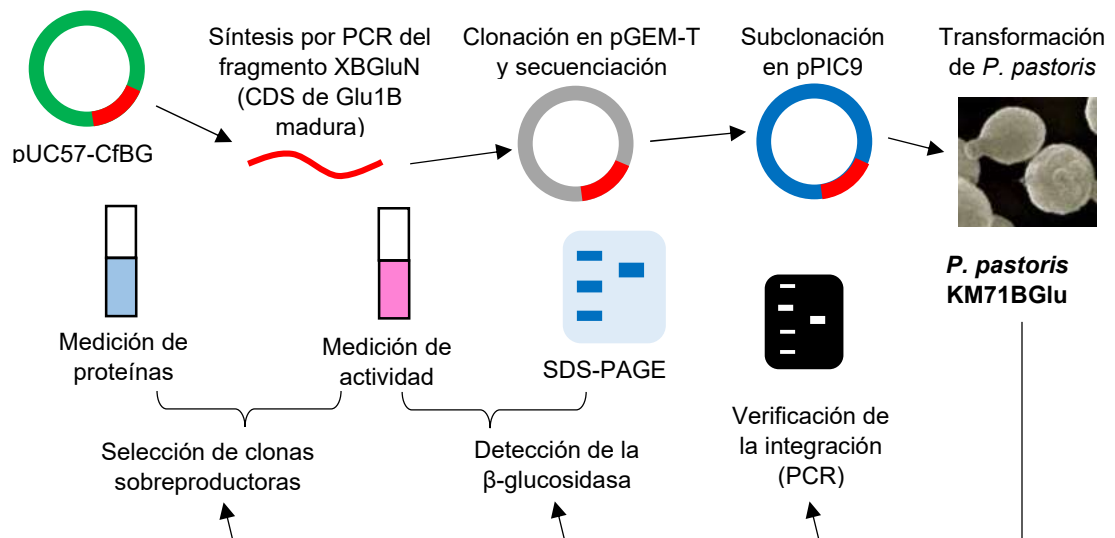 pUC57-CfBG
Síntesis por PCR del
fragmento XBGluN
(CDS de Glu1B
madura)
Clonación en pGEM-T
y secuenciación
Subclonación
en pPIC9
Transformación
de P. pastoris
P. pastoris
KM71BGlu
Medición de
proteínas
Medición de
actividad
SDS-PAGE
Verificación de
la integración
(PCR)
Selección de clonas
sobreproductoras
Detección de la
β-glucosidasa